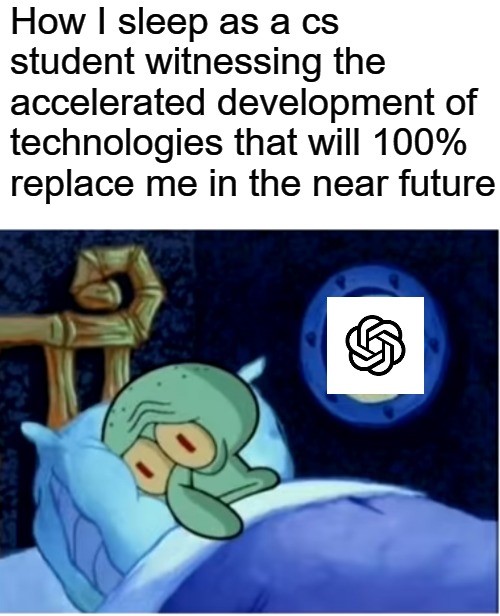 How I sleep as a cs
student witnessing the
accelerated development of
technologies that will 100%
replace me in the near future